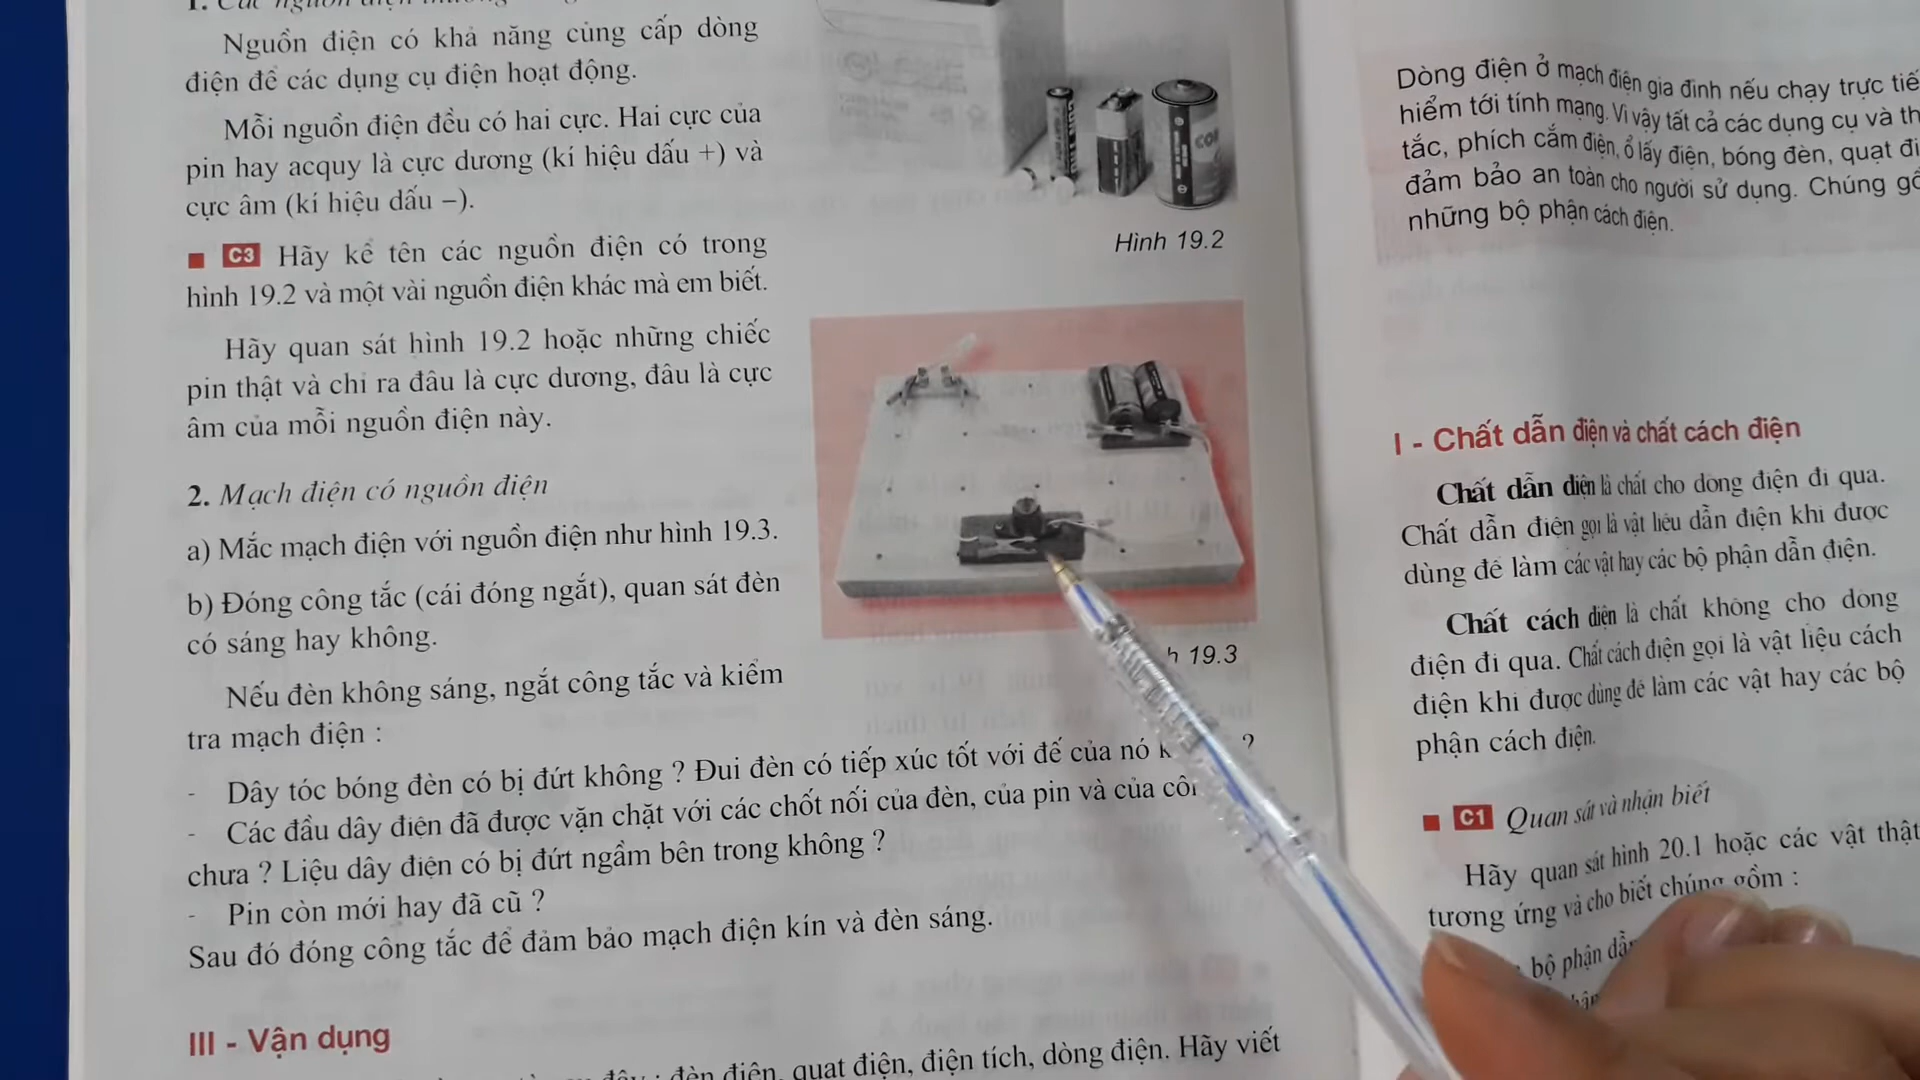 Nguồn điện có khả năng cung cấp dòng
điện để các dụng cụ điện hoạt động.
Mỗi nguồn điện đều có hai cực. Hai cực của
pin hay acquy là cực dương (kí hiệu dấu +) và
cực âm (kí hiệu dấu −).
C3 Hãy kể tên các nguồn điện có trong
hình 19.2 và một vài nguồn điện khác mà em biết.
Hãy quan sát hình 19.2 hoặc những chiếc
pin thật và chỉ ra đâu là cực dương, đâu là cực
âm của mỗi nguồn điện này.
2. Mạch điện có nguồn điện
a) Mắc mạch điện với nguồn điện như hình 19.3.
b) Đóng công tắc (cái đóng ngắt), quan sát đèn
có sáng hay không.
Nếu đèn không sáng, ngắt công tắc và kiểm
tra mạch điện :
- Dây tóc bóng đèn có bị đứt không ? Đui đèn có tiếp xúc tốt với đế của nó ?
- Các đầu dây điện đã được vặn chặt với các chốt nối của đèn, của pin và của
chưa ? Liệu dây điện có bị đứt ngầm bên trong không ?
- Pin còn mới hay đã cũ ?
Sau đó đóng công tắc để đảm bảo mạch điện kín và đèn sáng.
III - Vận dụng
đèn điện, quạt điện, điện tích, dòng điện. Hãy viết
Hình 19.2
19.3
Dòng điện ở mạch điện gia đình nếu chạy trực tiế
hiểm tới tính mạng. Vì vậy tất cả các dụng cụ và th
tắc, phích cắm điện, ổ lấy điện, bóng đèn, quạt đi
đảm bảo an toàn cho người sử dụng. Chúng gồ
những bộ phận cách điện.
I - Chất dẫn điện và chất cách điện
Chất dẫn điện là chất cho dòng điện đi qua.
Chất dẫn điện gọi là vật liệu dẫn điện khi được
dùng để làm các vật hay các bộ phận dẫn điện.
Chất cách điện là chất không cho dòng
điện đi qua. Chất cách điện gọi là vật liệu cách
điện khi được dùng để làm các vật hay các bộ
phận cách điện.
C1 Quan sát và nhận biết
Hãy quan sát hình 20.1 hoặc các vật thật
tương ứng và cho biết chúng gồm :
bộ phận